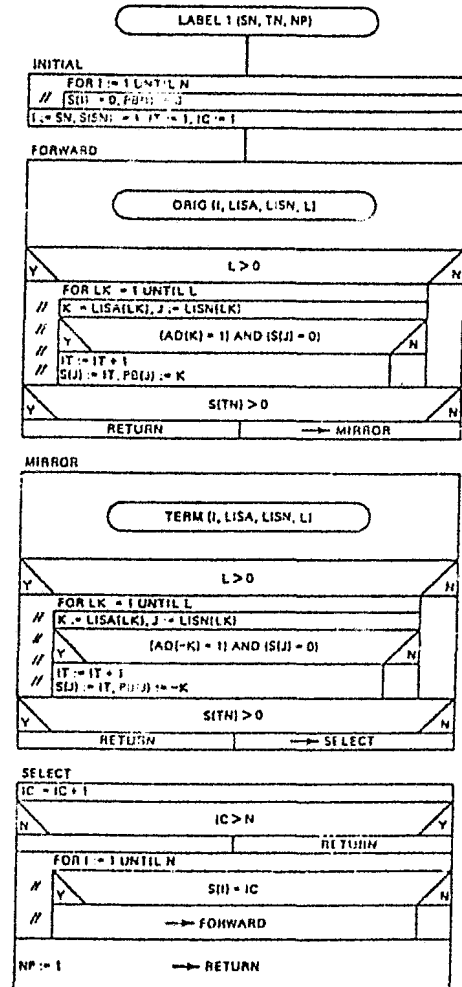 LABEL 1 (SN, TN, NP)
INITIAL
FOR I := 1 UNTIL N
S(I) := 0, PB(I) := 0
I := SN, S(SN) := 1, IT := 1, IC := 1
FORWARD
ORIG (I, LISA, LISN, L)
Y L > 0 N
FOR LK = 1 UNTIL L
K := LISA(LK), J := LISN(LK)
Y (AD(K) = 1) AND (S(J) = 0) N
IT := IT + 1
S(J) := IT, PB(J) := K
Y S(TN) > 0 N
RETURN → MIRROR
MIRROR
TERM (I, LISA, LISN, L)
Y L > 0 N
FOR LK = 1 UNTIL L
K := LISA(LK), J := LISN(LK)
Y (AD(-K) = 1) AND (S(J) = 0) N
IT := IT + 1
S(J) := IT, PB(J) := -K
Y S(TN) > 0 N
RETURN → SELECT
SELECT
IC := IC + 1
N IC > N Y
RETURN
FOR I := 1 UNTIL N
Y S(I) = IC N
→ FORWARD
NP := 1 → RETURN